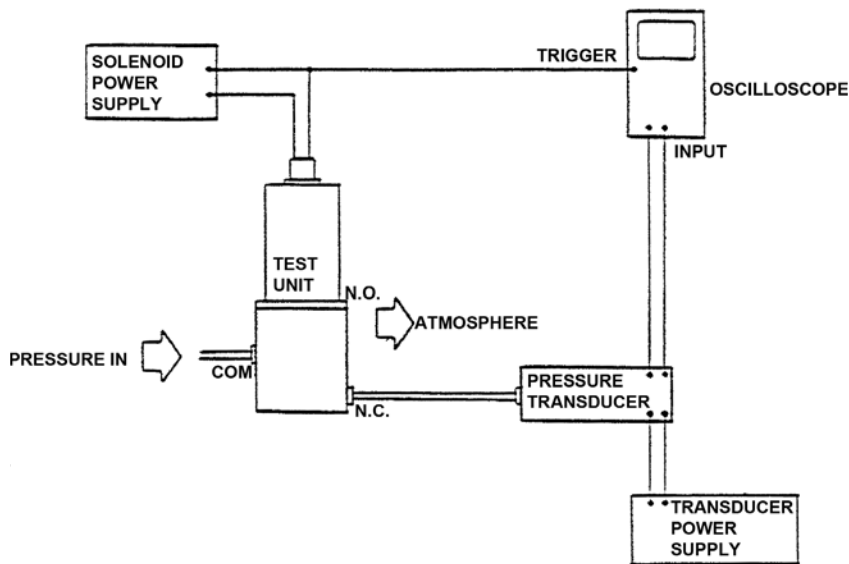 SOLENOID
POWER
SUPPLY
TRIGGER
OSCILLOSCOPE
INPUT
TEST
UNIT
N.O.
ATMOSPHERE
PRESSURE IN
COM
N.C.
PRESSURE
TRANSDUCER
TRANSDUCER
POWER
SUPPLY